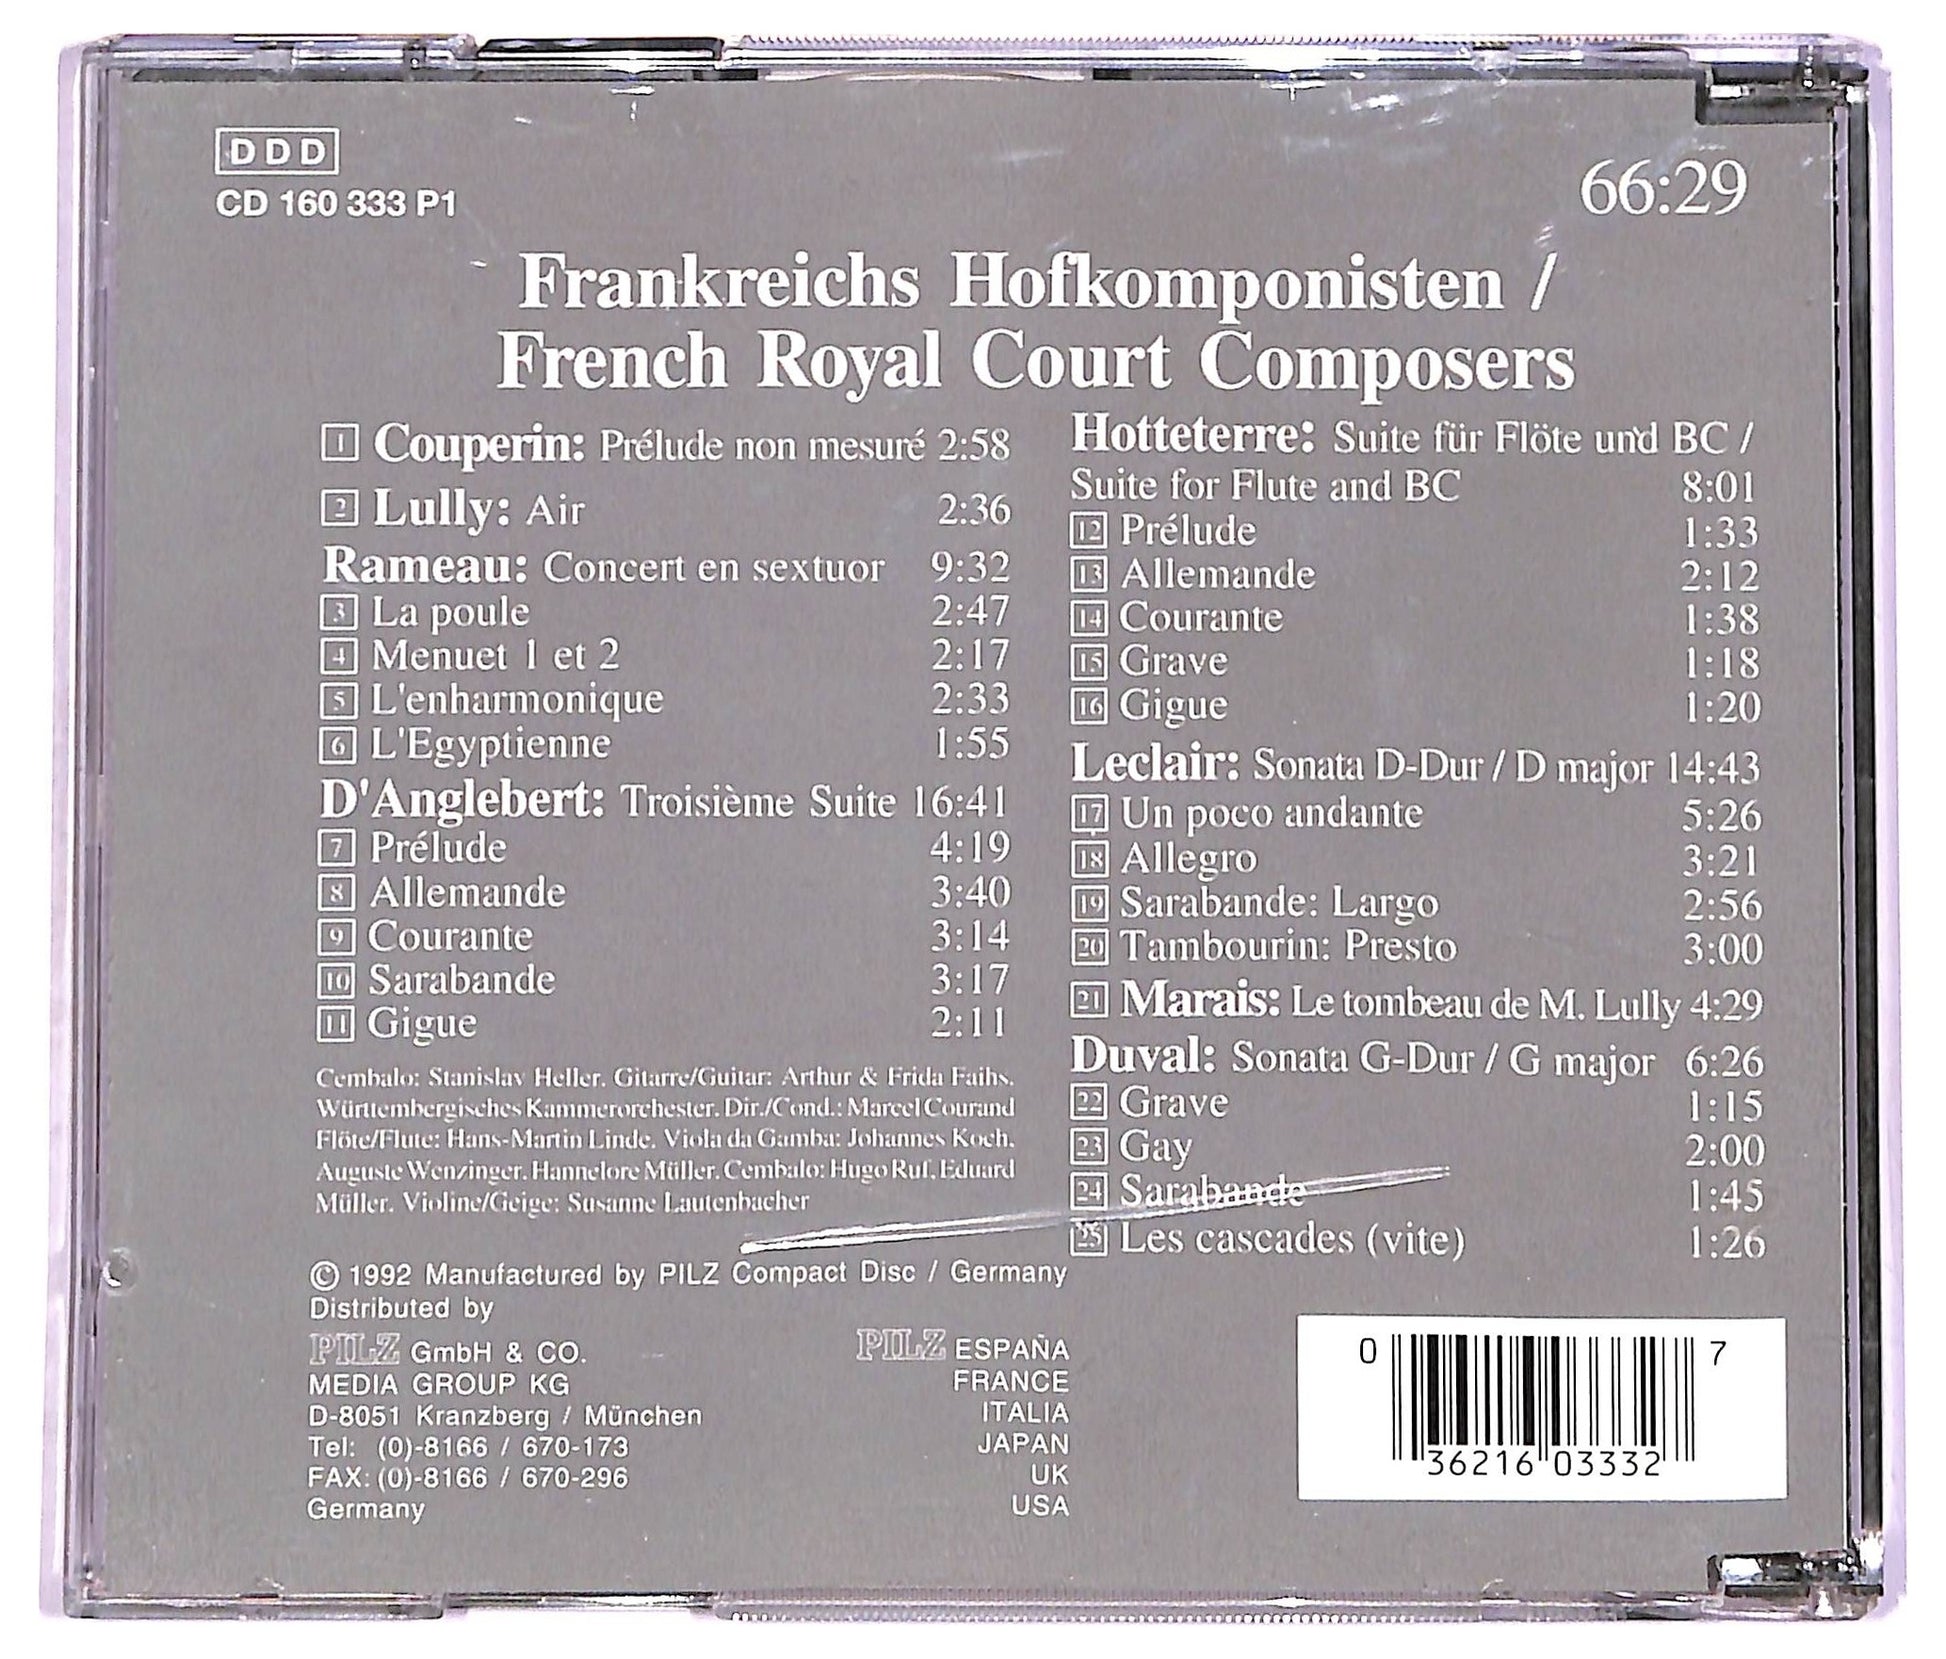 DDD
CD 160 333 P1
66:29
Frankreichs Hofkomponisten /
French Royal Court Composers
1 Couperin: Prélude non mesuré 2:58
2 Lully: Air 2:36
Rameau: Concert en sextuor 9:32
3 La poule 2:47
4 Menuet 1 et 2 2:17
5 L'enharmonique 2:33
6 L'Egyptienne 1:55
D'Anglebert: Troisième Suite 16:41
7 Prélude 4:19
8 Allemande 3:40
9 Courante 3:14
10 Sarabande 3:17
11 Gigue 2:11
Cembalo: Stanislav Heller. Gitarre/Guitar: Arthur & Frida Faihs.
Württembergisches Kammerorchester. Dir./Cond.: Marcel Courand
Flöte/Flute: Hans-Martin Linde. Viola da Gamba: Johannes Koch,
Auguste Wenzinger, Hannelore Müller. Cembalo: Hugo Ruf, Eduard
Müller. Violine/Geige: Susanne Lautenbacher
Hotteterre: Suite für Flöte und BC /
Suite for Flute and BC 8:01
12 Prélude 1:33
13 Allemande 2:12
14 Courante 1:38
15 Grave 1:18
16 Gigue 1:20
Leclair: Sonata D-Dur / D major 14:43
17 Un poco andante 5:26
18 Allegro 3:21
19 Sarabande: Largo 2:56
20 Tambourin: Presto 3:00
21 Marais: Le tombeau de M. Lully 4:29
Duval: Sonata G-Dur / G major 6:26
22 Grave 1:15
23 Gay 2:00
24 Sarabande 1:45
25 Les cascades (vite) 1:26
© 1992 Manufactured by PILZ Compact Disc / Germany
Distributed by
PILZ GmbH & CO.
MEDIA GROUP KG
D-8051 Kranzberg / München
Tel: (0)-8166 / 670-173
FAX: (0)-8166 / 670-296
Germany
PILZ ESPAÑA
FRANCE
ITALIA
JAPAN
UK
USA
0 36216 03332 7